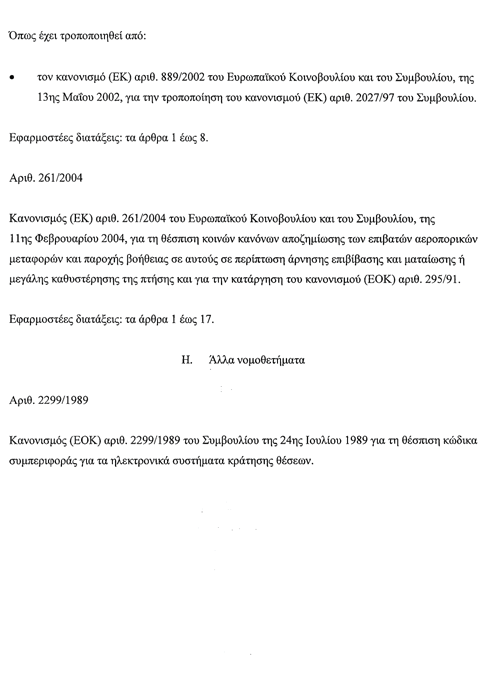 Όπως έχει τροποποιηθεί από:
• τον κανονισμό (ΕΚ) αριθ. 889/2002 του Ευρωπαϊκού Κοινοβουλίου και του Συμβουλίου, της
13ης Μαΐου 2002, για την τροποποίηση του κανονισμού (ΕΚ) αριθ. 2027/97 του Συμβουλίου.
Εφαρμοστέες διατάξεις: τα άρθρα 1 έως 8.
Αριθ. 261/2004
Κανονισμός (ΕΚ) αριθ. 261/2004 του Ευρωπαϊκού Κοινοβουλίου και του Συμβουλίου, της
11ης Φεβρουαρίου 2004, για τη θέσπιση κοινών κανόνων αποζημίωσης των επιβατών αεροπορικών
μεταφορών και παροχής βοήθειας σε αυτούς σε περίπτωση άρνησης επιβίβασης και ματαίωσης ή
μεγάλης καθυστέρησης της πτήσης και για την κατάργηση του κανονισμού (ΕΟΚ) αριθ. 295/91.
Εφαρμοστέες διατάξεις: τα άρθρα 1 έως 17.
Η. Άλλα νομοθετήματα
Αριθ. 2299/1989
Κανονισμός (ΕΟΚ) αριθ. 2299/1989 του Συμβουλίου της 24ης Ιουλίου 1989 για τη θέσπιση κώδικα
συμπεριφοράς για τα ηλεκτρονικά συστήματα κράτησης θέσεων.